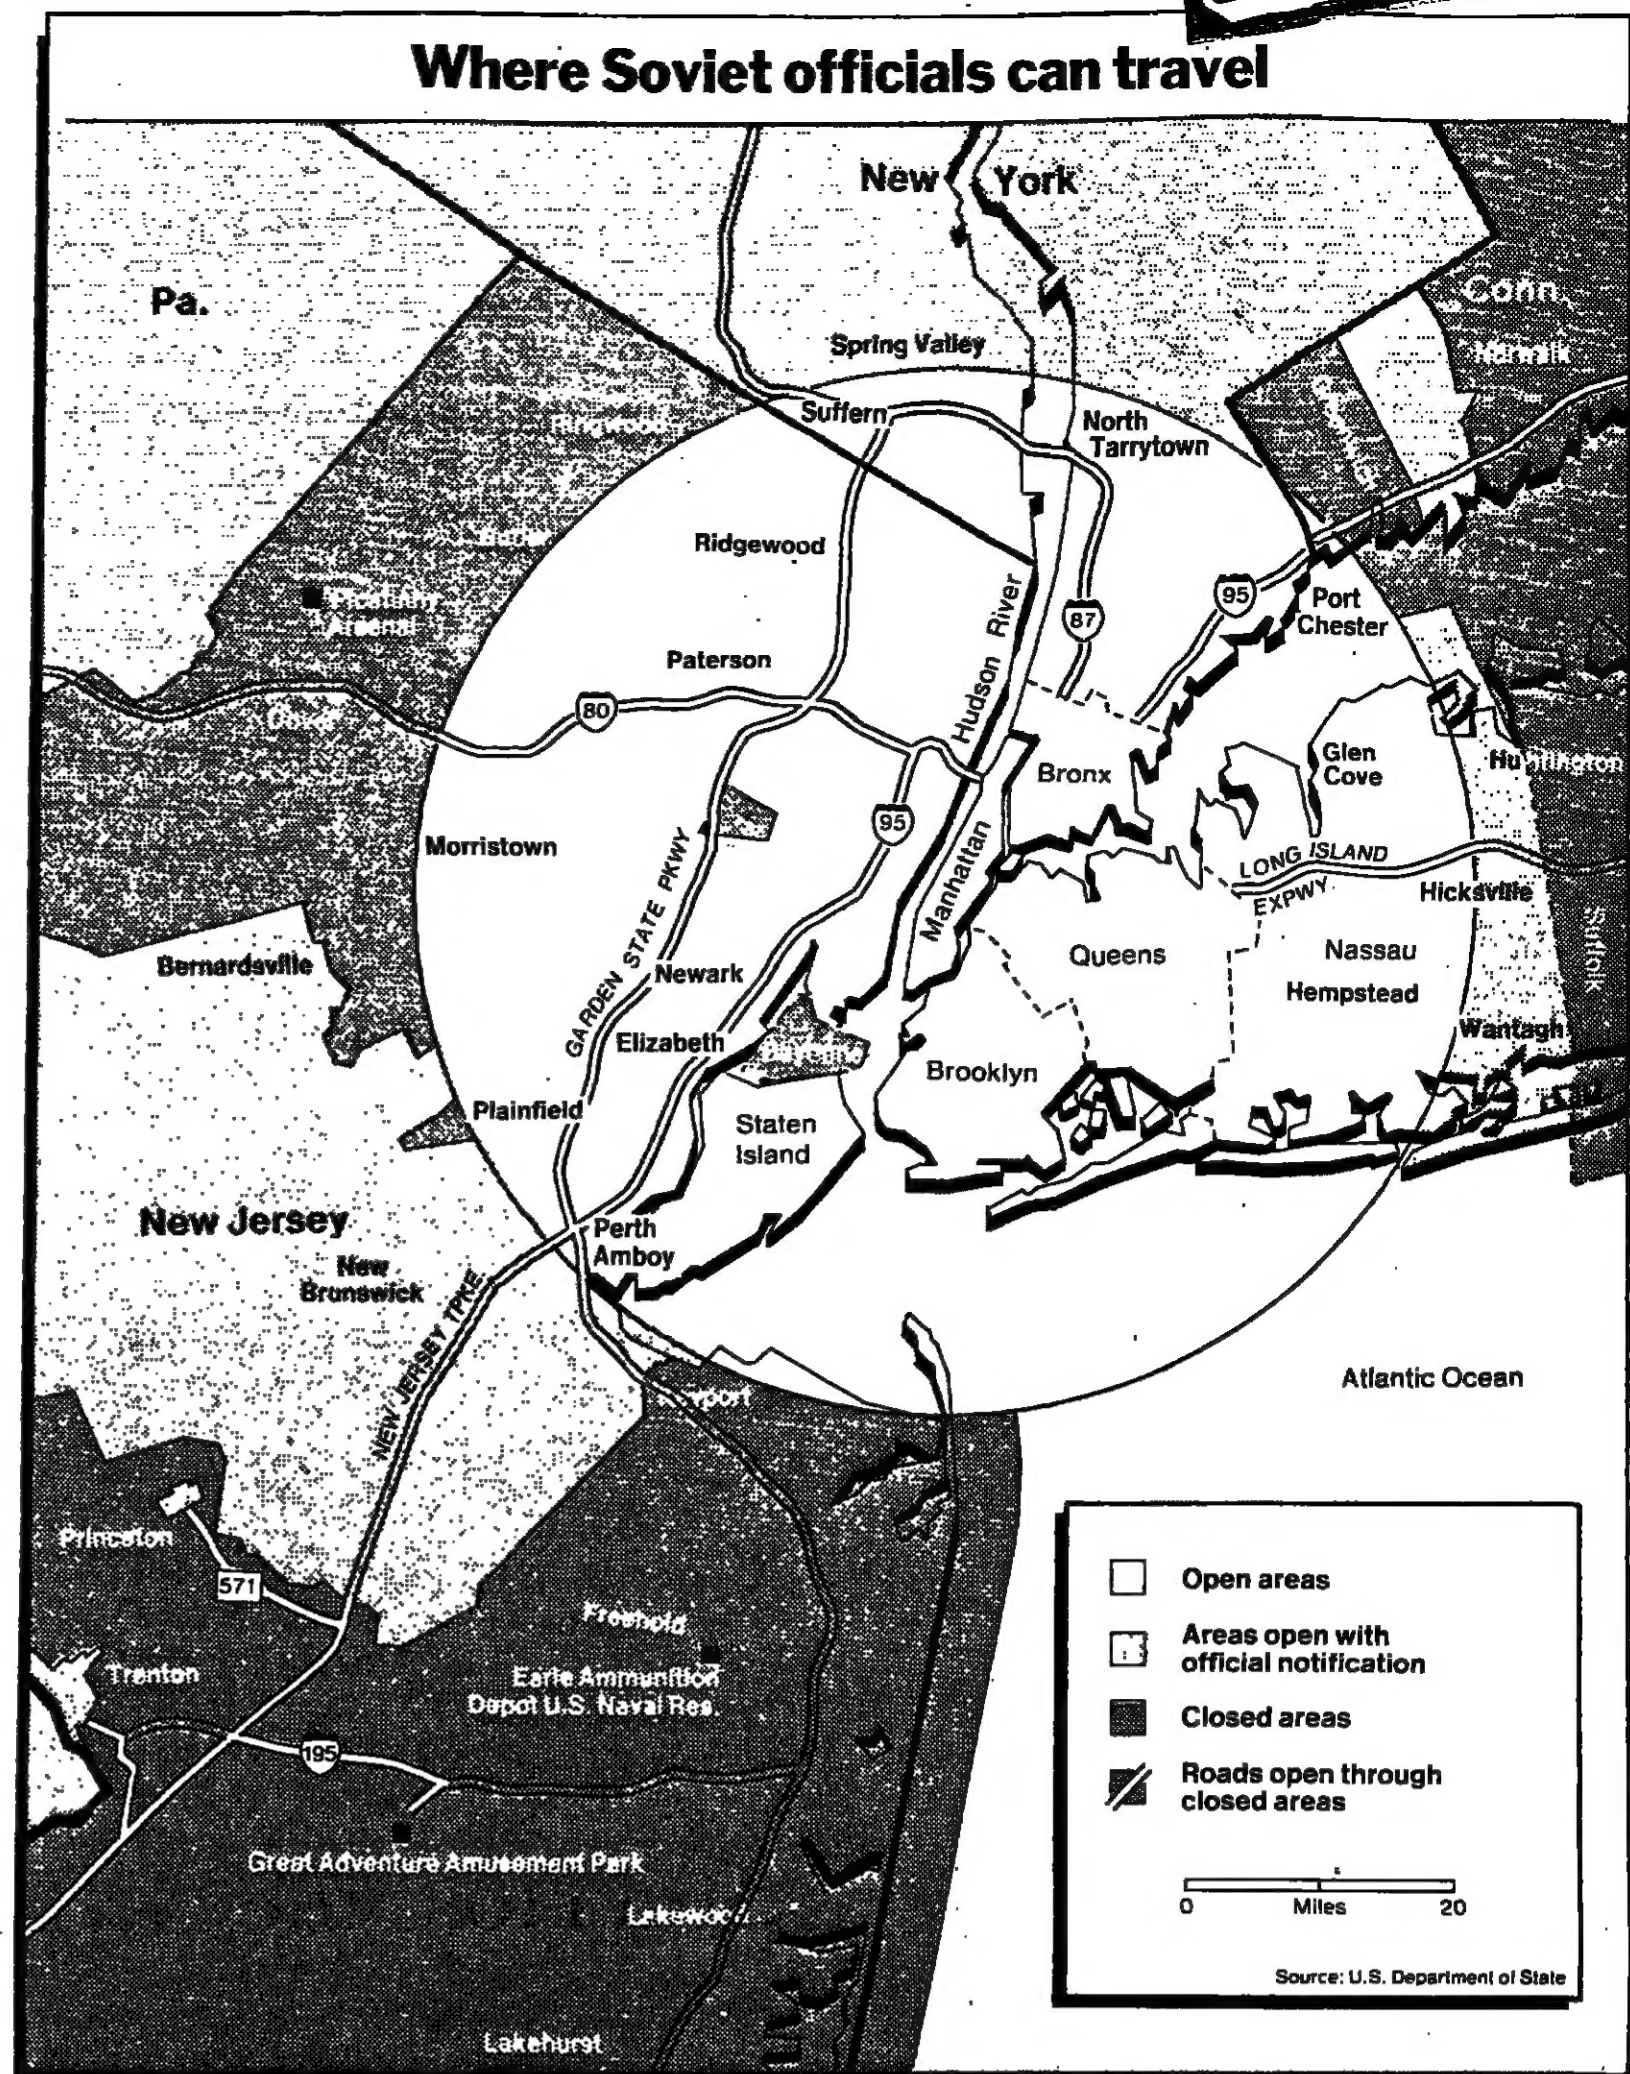 Where Soviet officials can travel
New York
Pa.
Conn.
Norwalk
Spring Valley
Suffern
North
Tarrytown
Ringwood
Ridgewood
Hudson River
87
95
Port
Chester
Arsenal
Paterson
80
Glen
Cove
Huntington
Bronx
95
Morristown
Manhattan
LONG ISLAND
EXPWY.
Hicksville
GARDEN STATE PKWY
Bernardsville
Newark
Queens
Nassau
Hempstead
Suffolk
Wantagh
Elizabeth
Brooklyn
Plainfield
Staten
Island
New Jersey
New
Brunswick
Perth
Amboy
NEW JERSEY TPKE.
Atlantic Ocean
Princeton
571
Freehold
Trenton
Earle Ammunition
Depot U.S. Naval Res.
195
Great Adventure Amusement Park
Lakewood
Lakehurst
Open areas
Areas open with
official notification
Closed areas
Roads open through
closed areas
0 Miles 20
Source: U.S. Department of State